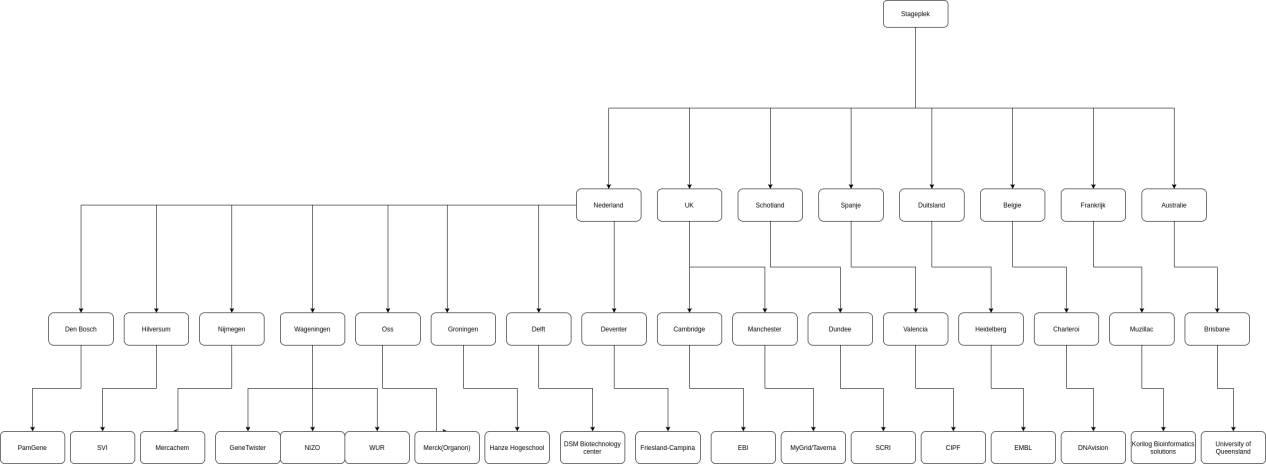 Stageplek
Nederland
UK
Schotland
Spanje
Duitsland
Belgie
Frankrijk
Australie
Den Bosch
Hilversum
Nijmegen
Wageningen
Oss
Groningen
Delft
Deventer
Cambridge
Manchester
Dundee
Valencia
Heidelberg
Charleroi
Muzillac
Brisbane
PamGene
SVI
Mercachem
GeneTwister
NIZO
WUR
Merck(Organon)
Hanze Hogeschool
DSM Biotechnology
center
Friesland-Campina
EBI
MyGrid/Taverna
SCRI
CIPF
EMBL
DNAvision
Korilog Bioinformatics
solutions
University of
Queensland